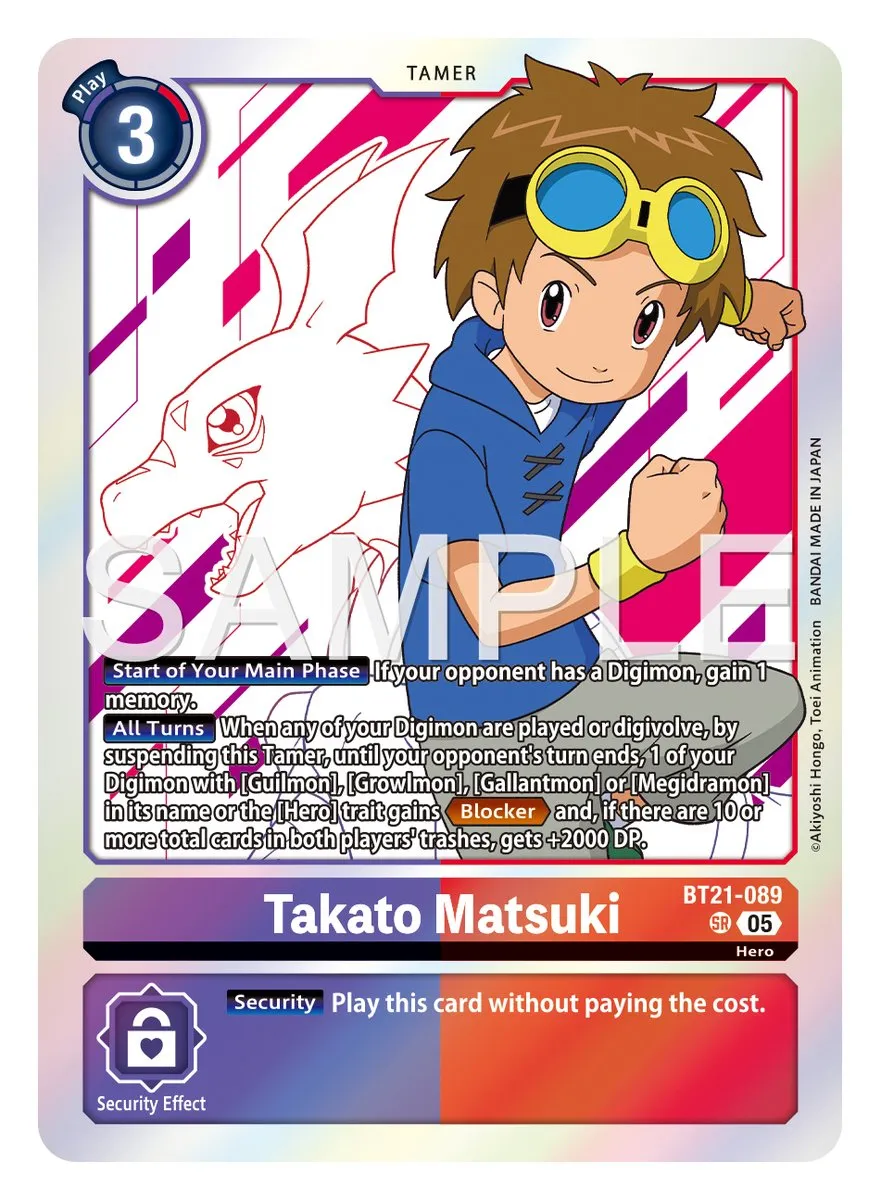 TAMER
Play
3
SAMPLE
Start of Your Main Phase If your opponent has a Digimon, gain 1
memory.
All Turns When any of your Digimon are played or digivolve, by
suspending this Tamer, until your opponent's turn ends, 1 of your
Digimon with [Guilmon], [Growlmon], [Gallantmon] or [Megidramon]
in its name or the [Hero] trait gains Blocker and, if there are 10 or
more total cards in both players' trashes, gets +2000 DP.
©Akiyoshi Hongo, Toei Animation BANDAI MADE IN JAPAN
Takato Matsuki
BT21-089
SR 05
Hero
Security Play this card without paying the cost.
Security Effect